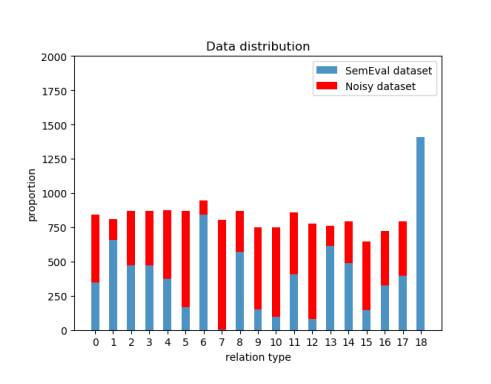 Data distribution
SemEval dataset
Noisy dataset
2000
1750
1500
1250
1000
750
500
250
0
proportion
0 1 2 3 4 5 6 7 8 9 10 11 12 13 14 15 16 17 18
relation type